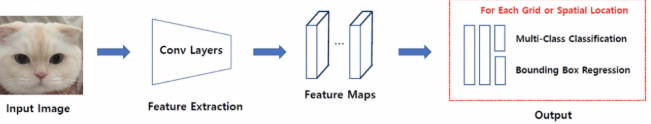 For Each Grid or Spatial Location
Conv Layers
...
Multi-Class Classification
Bounding Box Regression
Input Image
Feature Extraction
Feature Maps
Output